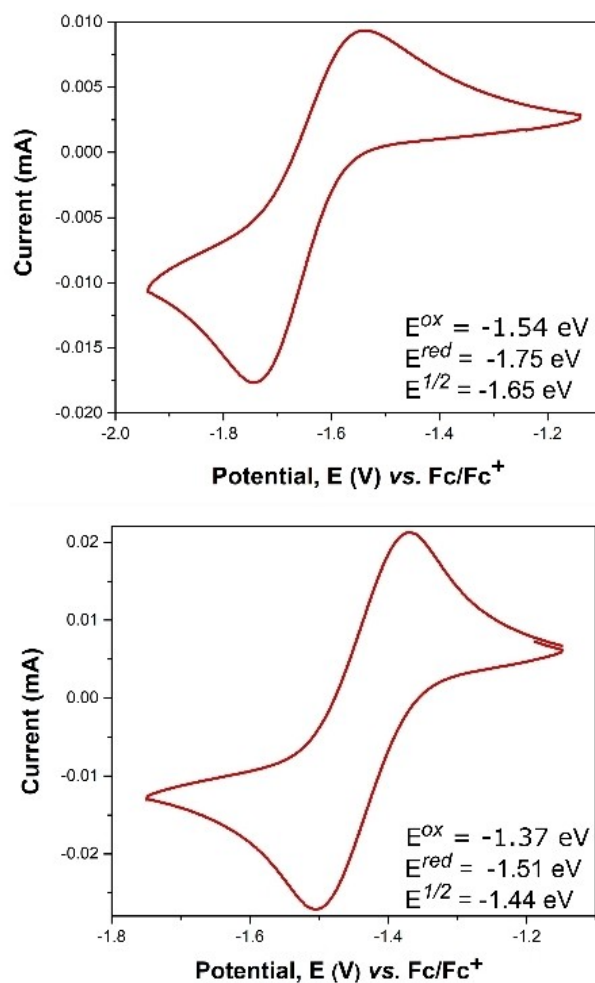 0.010
0.005
0.000
-0.005
-0.010
-0.015
-0.020
Current (mA)
E^ox = -1.54 eV
E^red = -1.75 eV
E^1/2 = -1.65 eV
-2.0 -1.8 -1.6 -1.4 -1.2
Potential, E (V) vs. Fc/Fc⁺
0.02
0.01
0.00
-0.01
-0.02
Current (mA)
E^ox = -1.37 eV
E^red = -1.51 eV
E^1/2 = -1.44 eV
-1.8 -1.6 -1.4 -1.2
Potential, E (V) vs. Fc/Fc⁺